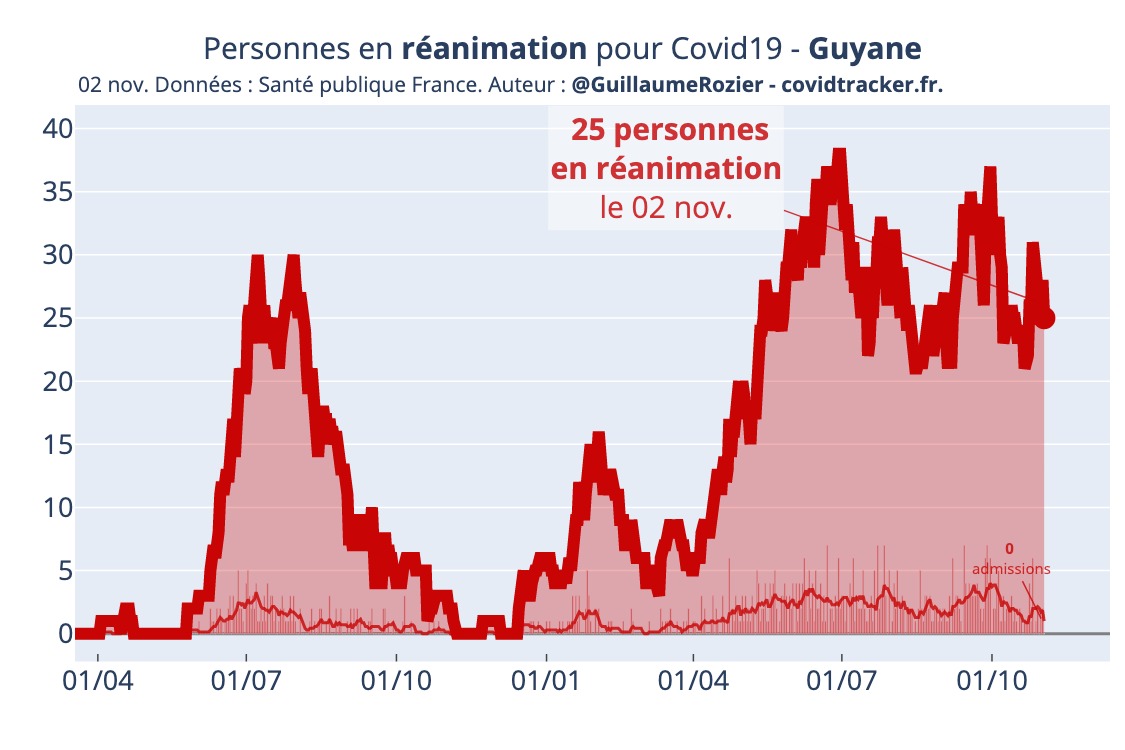 Personnes en réanimation pour Covid19 - Guyane
02 nov. Données : Santé publique France. Auteur : @GuillaumeRozier - covidtracker.fr.
25 personnes
en réanimation
le 02 nov.
40
35
30
25
20
15
10
5
0
0
admissions
01/04 01/07 01/10 01/01 01/04 01/07 01/10